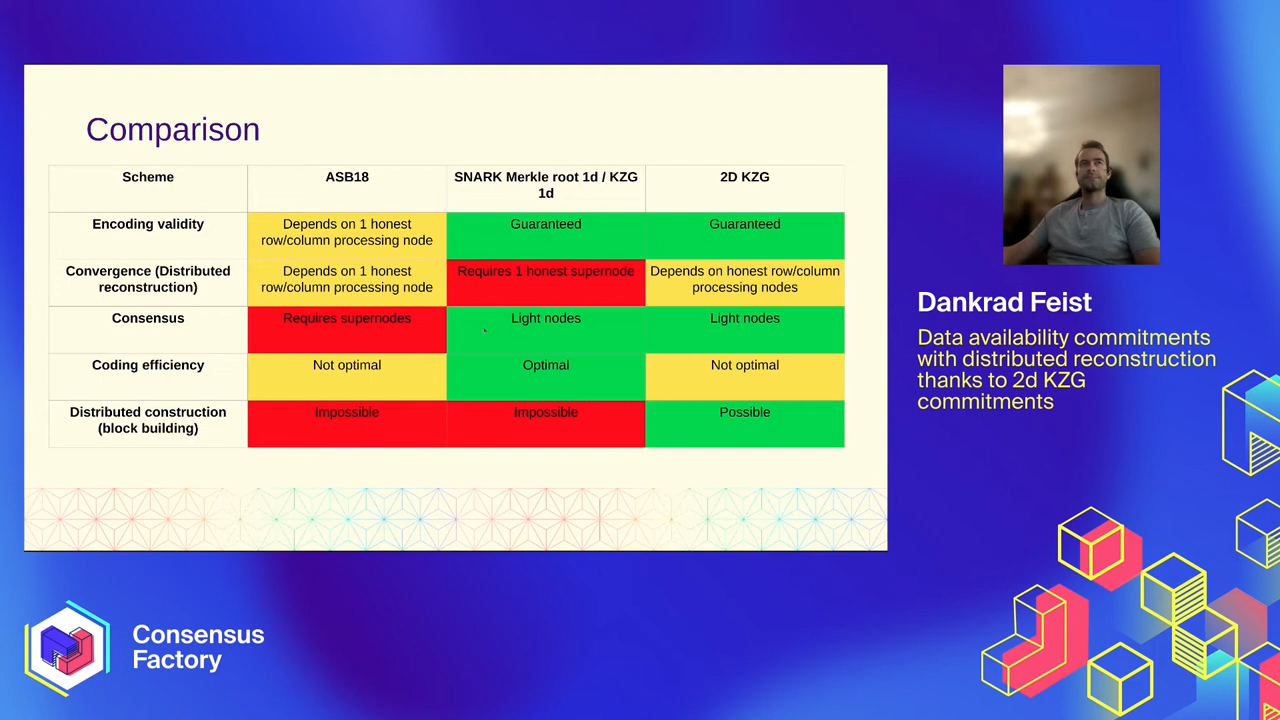 Comparison
Scheme
ASB18
SNARK Merkle root 1d / KZG
1d
2D KZG
Encoding validity
Depends on 1 honest
row/column processing node
Guaranteed
Guaranteed
Convergence (Distributed
reconstruction)
Depends on 1 honest
row/column processing node
Requires 1 honest supernode
Depends on honest row/column
processing nodes
Consensus
Requires supernodes
Light nodes
Light nodes
Coding efficiency
Not optimal
Optimal
Not optimal
Distributed construction
(block building)
Impossible
Impossible
Possible
Dankrad Feist
Data availability commitments
with distributed reconstruction
thanks to 2d KZG
commitments
Consensus
Factory